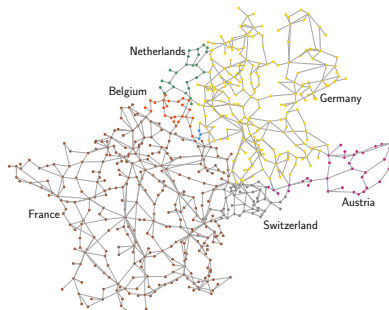 Netherlands
Belgium
Germany
France
Austria
Switzerland